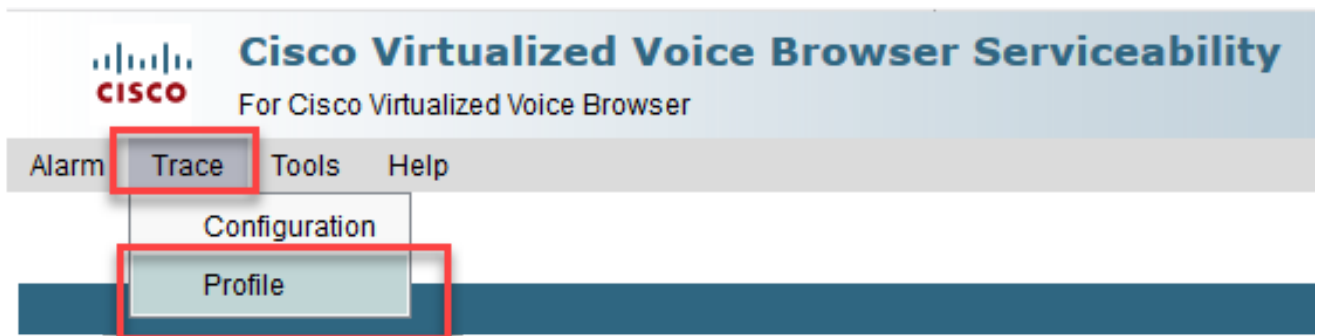 CISCO
Cisco Virtualized Voice Browser Serviceability
For Cisco Virtualized Voice Browser
Alarm Trace Tools Help
Configuration
Profile